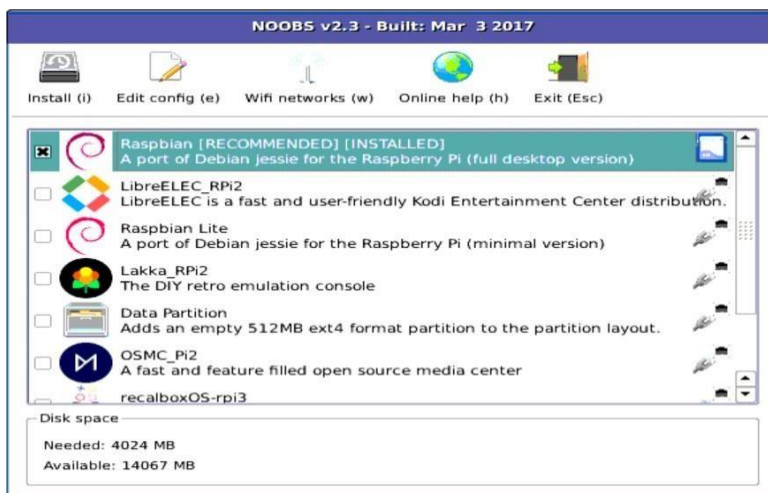 NOOBS v2.3 - Built: Mar 3 2017
Install (i) Edit config (e) Wifi networks (w) Online help (h) Exit (Esc)
Raspbian [RECOMMENDED] [INSTALLED]
A port of Debian jessie for the Raspberry Pi (full desktop version)
LibreELEC_RPi2
LibreELEC is a fast and user-friendly Kodi Entertainment Center distribution.
Raspbian Lite
A port of Debian jessie for the Raspberry Pi (minimal version)
Lakka_RPi2
The DIY retro emulation console
Data Partition
Adds an empty 512MB ext4 format partition to the partition layout.
OSMC_Pi2
A fast and feature filled open source media center
recalboxOS-rpi3
Disk space
Needed: 4024 MB
Available: 14067 MB